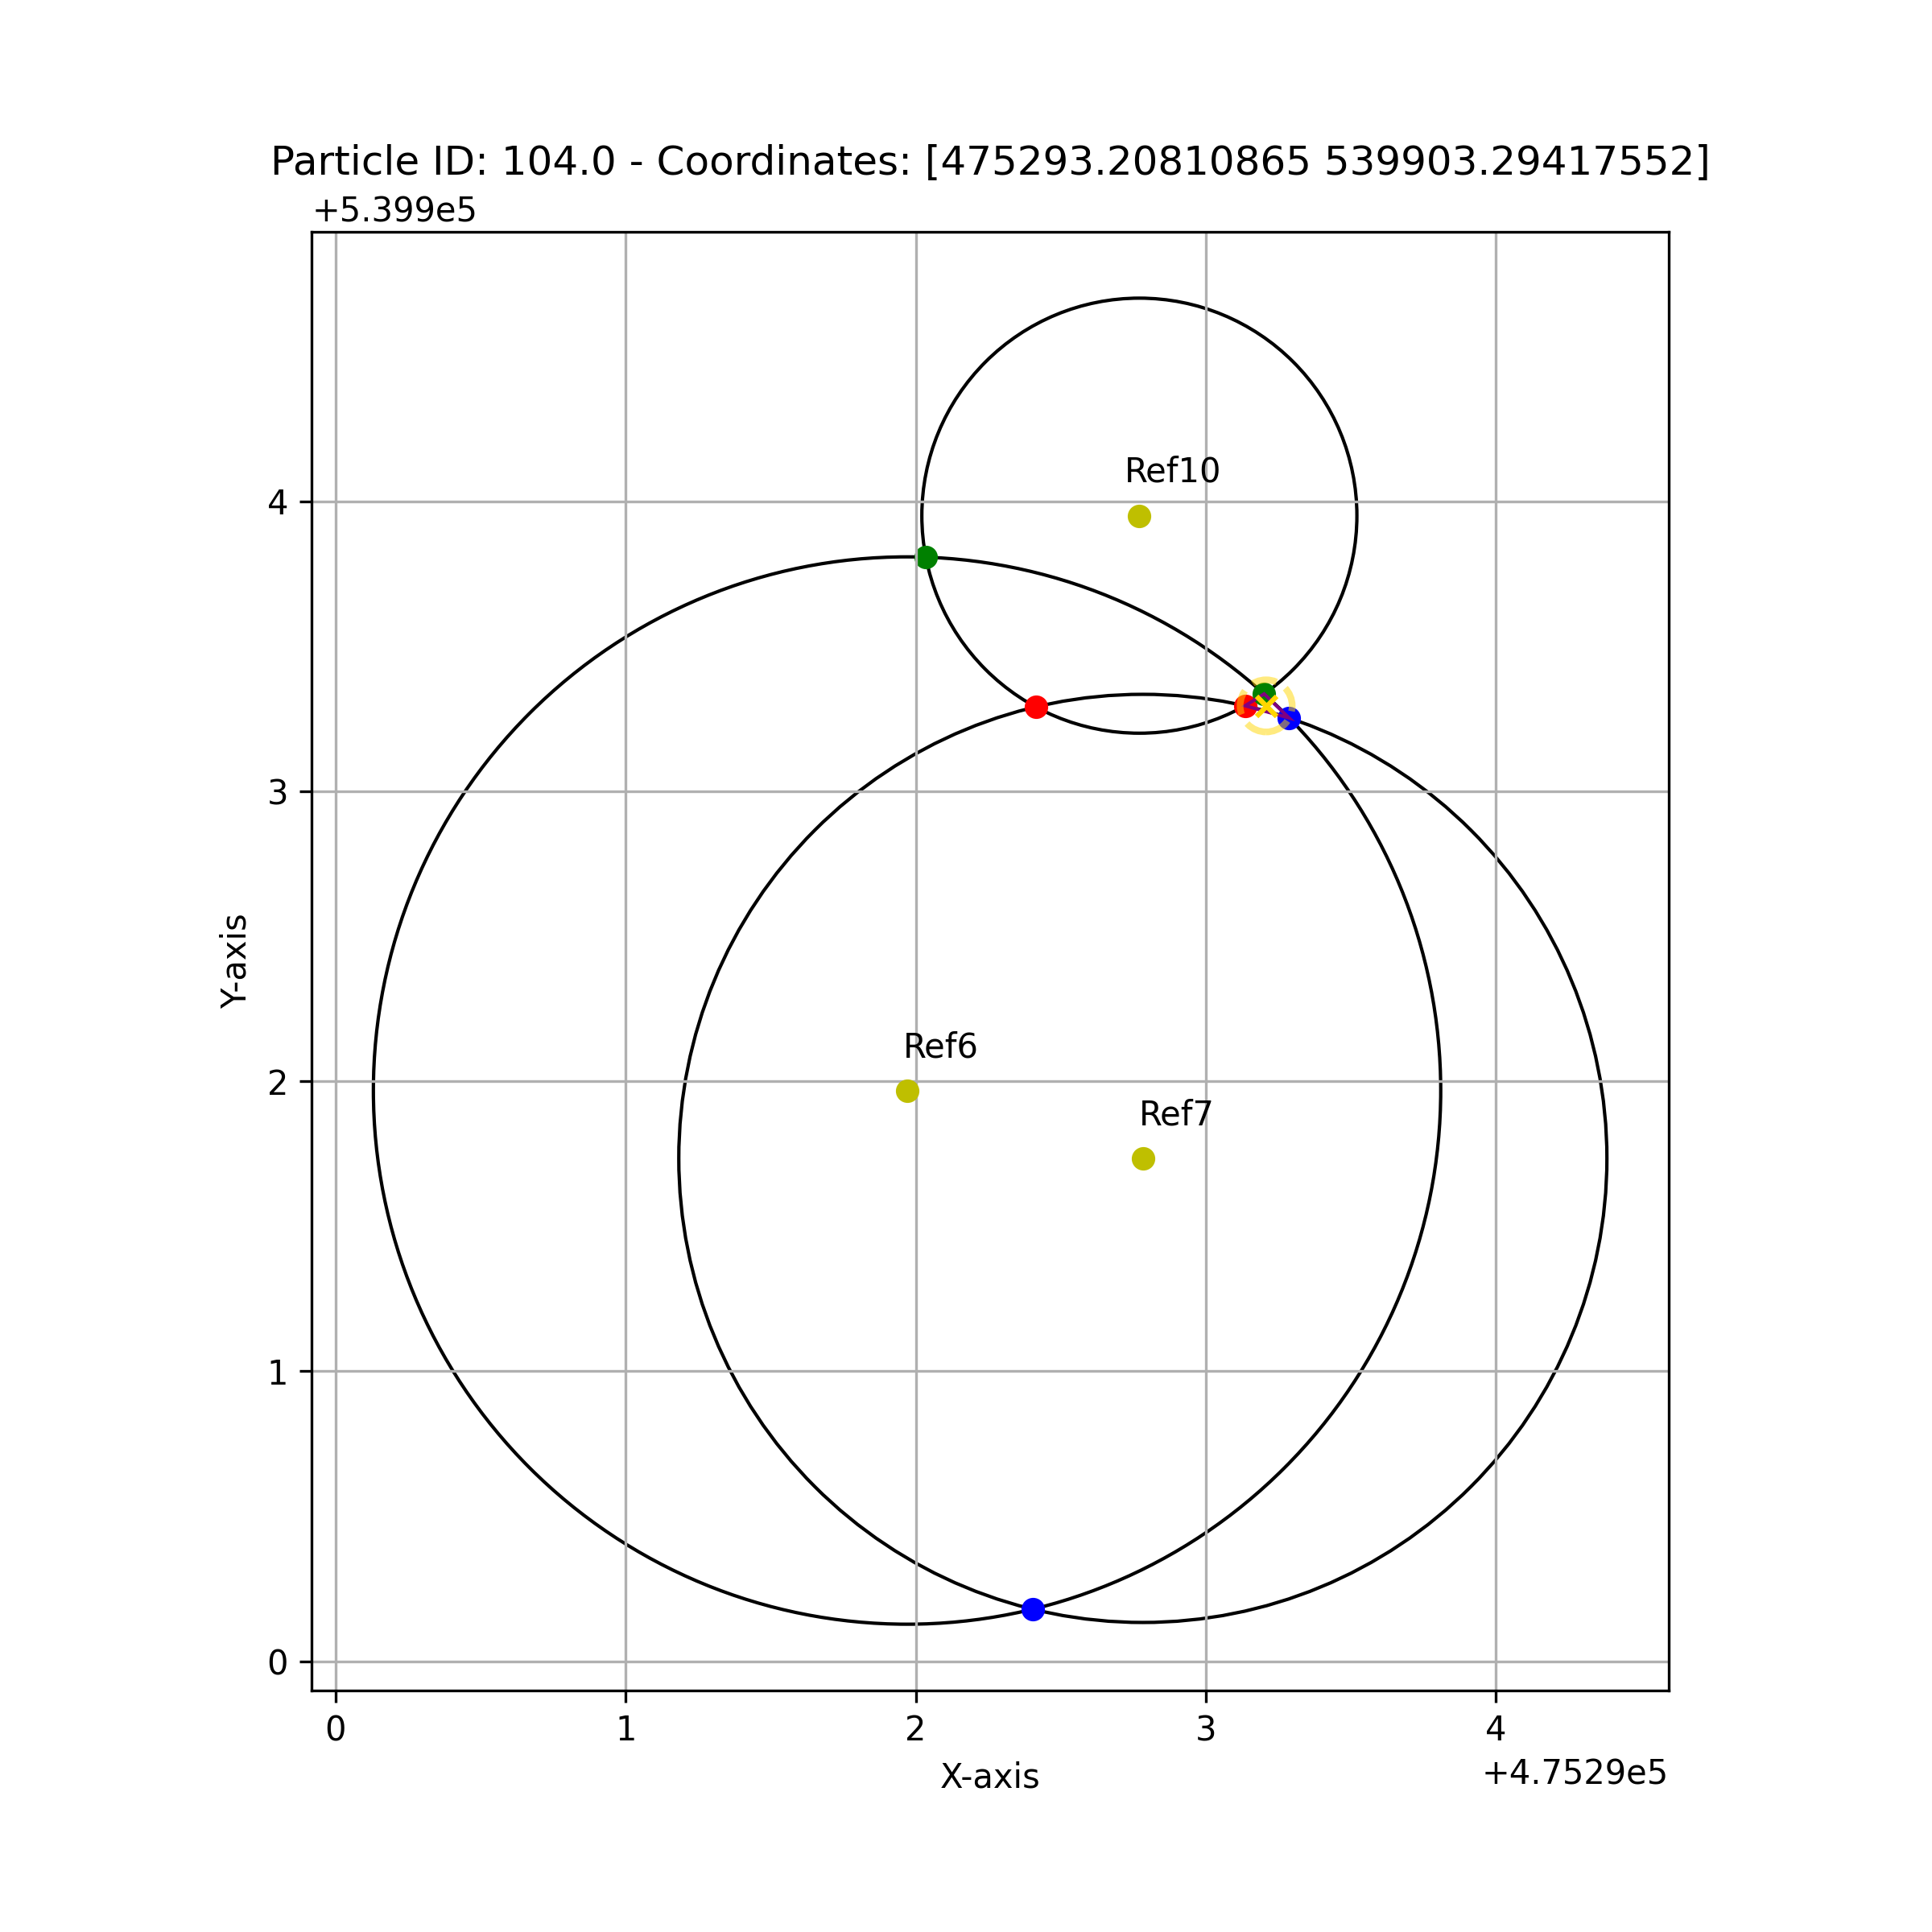 Particle ID: 104.0 - Coordinates: [475293.20810865 539903.29417552]
+5.399e5
Ref10
4
3
Ref6
2
Ref7
Y-axis
1
0
0 1 2 3 4
X-axis
+4.7529e5